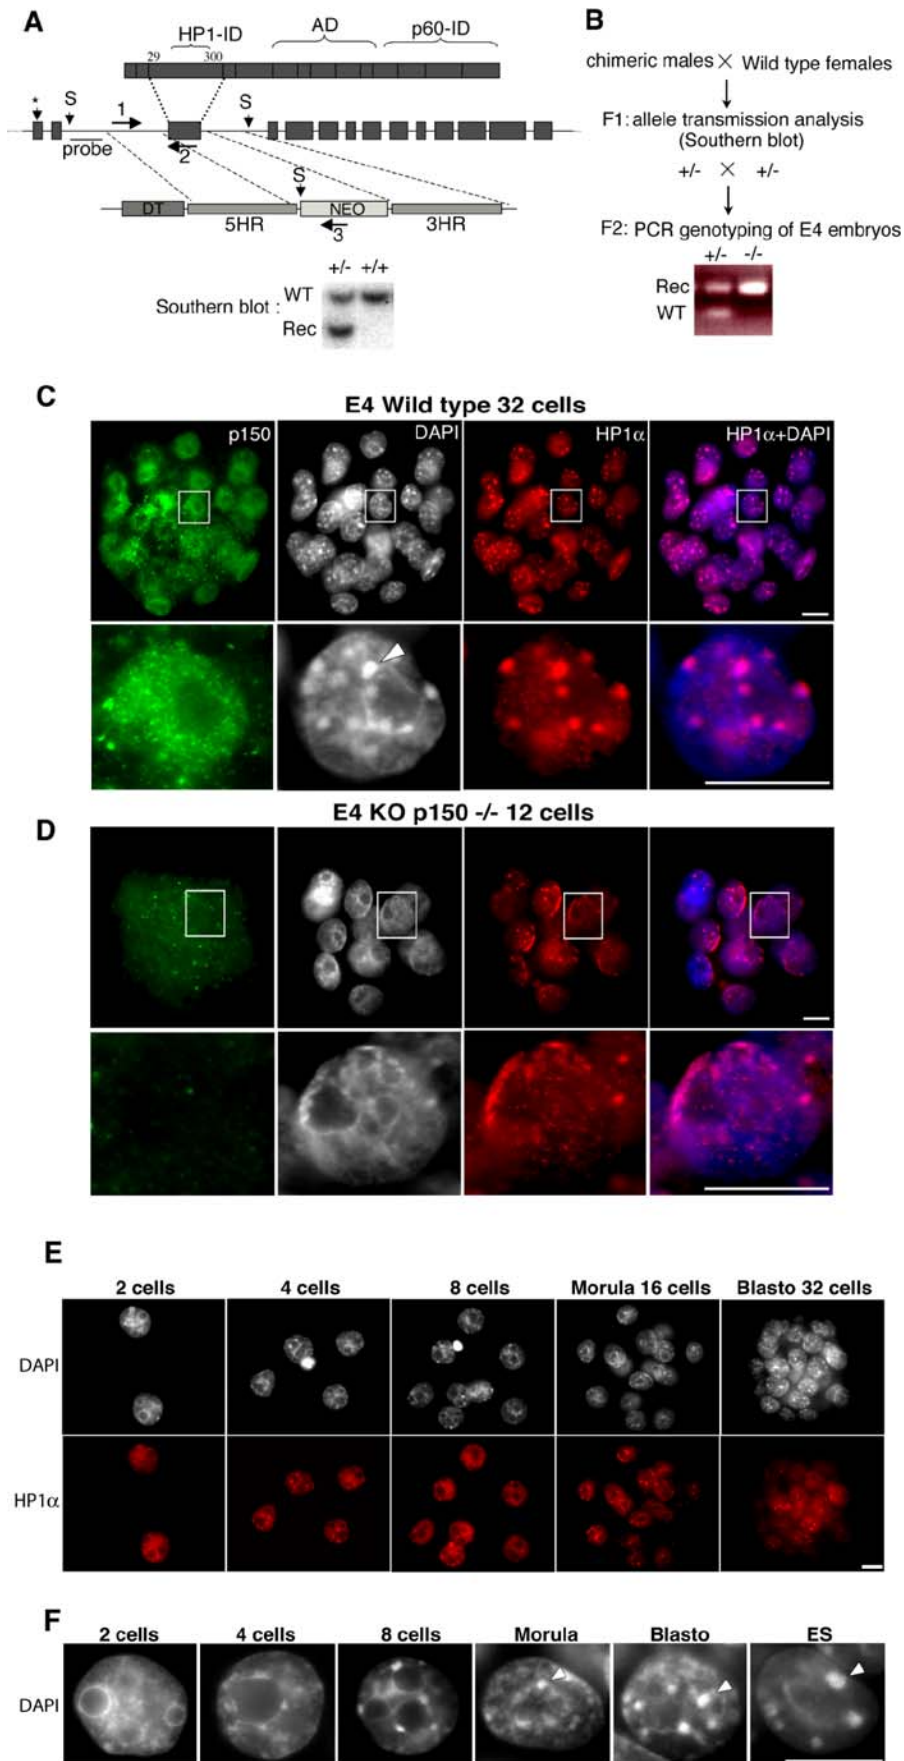 A
HP1-ID
AD
p60-ID
29
300
*
S
1
S
probe
2
S
DT
5HR
NEO
3
3HR
+/- +/+
Southern blot :
WT
Rec
B
chimeric males × Wild type females
F1: allele transmission analysis
(Southern blot)
+/- × +/-
F2: PCR genotyping of E4 embryos
+/- -/-
Rec
WT
C
E4 Wild type 32 cells
p150
DAPI
HP1α
HP1α+DAPI
D
E4 KO p150 -/- 12 cells
E
2 cells
4 cells
8 cells
Morula 16 cells
Blasto 32 cells
DAPI
HP1α
F
2 cells
4 cells
8 cells
Morula
Blasto
ES
DAPI